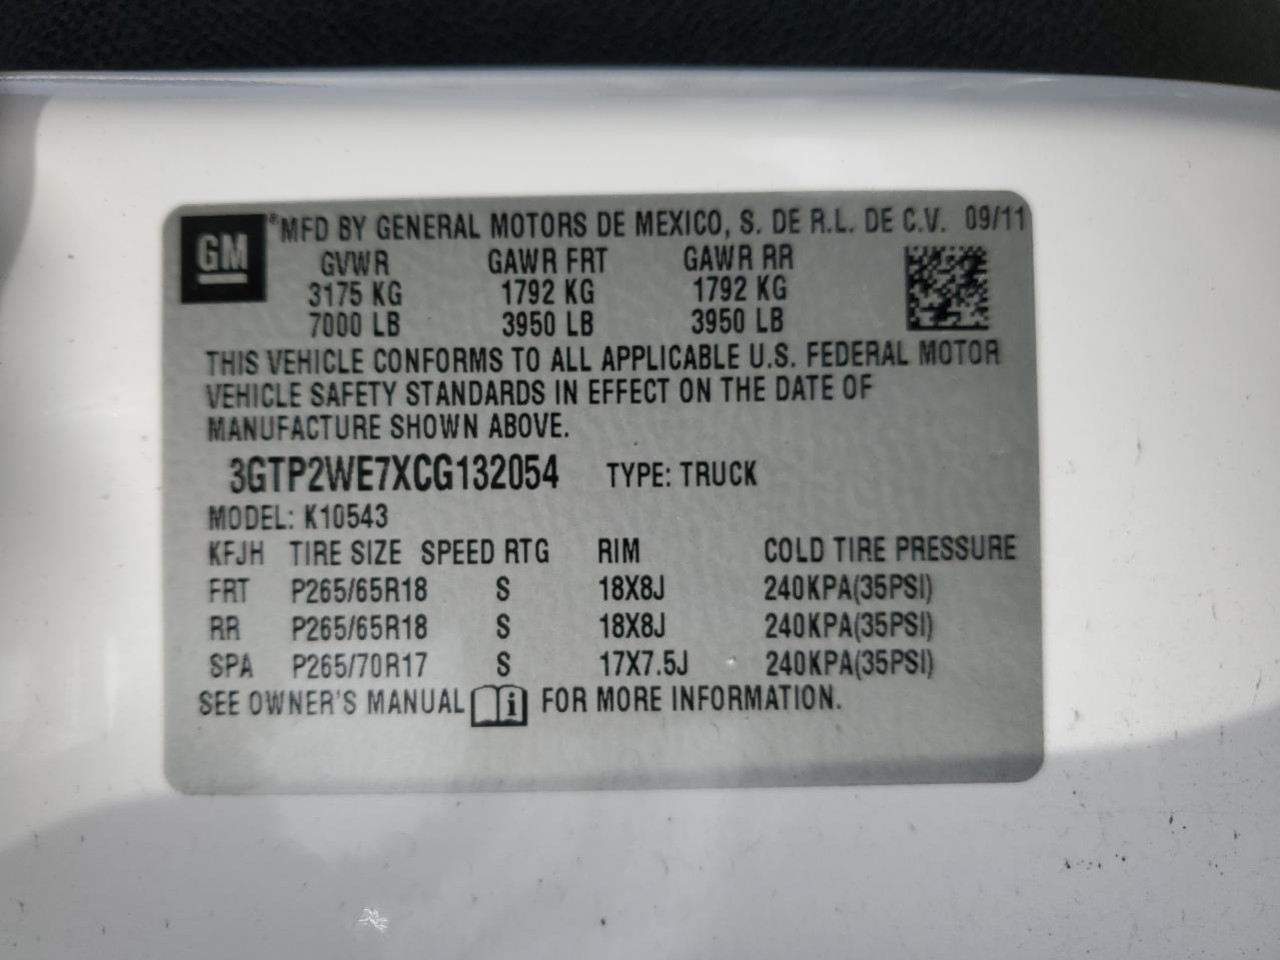 GM ® MFD BY GENERAL MOTORS DE MEXICO, S. DE R.L. DE C.V. 09/11
GVWR GAWR FRT GAWR RR
3175 KG 1792 KG 1792 KG
7000 LB 3950 LB 3950 LB
THIS VEHICLE CONFORMS TO ALL APPLICABLE U.S. FEDERAL MOTOR
VEHICLE SAFETY STANDARDS IN EFFECT ON THE DATE OF
MANUFACTURE SHOWN ABOVE.
3GTP2WE7XCG132054 TYPE: TRUCK
MODEL: K10543
KFJH TIRE SIZE SPEED RTG RIM COLD TIRE PRESSURE
FRT P265/65R18 S 18X8J 240KPA(35PSI)
RR P265/65R18 S 18X8J 240KPA(35PSI)
SPA P265/70R17 S 17X7.5J 240KPA(35PSI)
SEE OWNER'S MANUAL i FOR MORE INFORMATION.